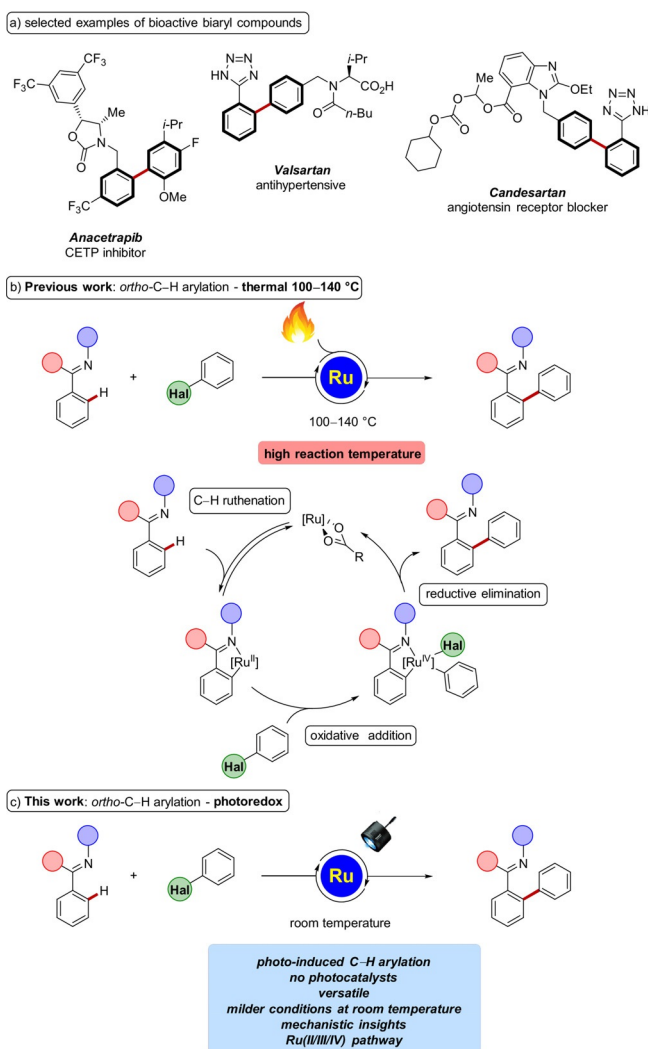 a) selected examples of bioactive biaryl compounds
CF₃
F₃C
Me
O
O
N
i-Pr
F
OMe
F₃C
Anacetrapib
CETP inhibitor
N N
HN N
i-Pr
N CO₂H
O n-Bu
Valsartan
antihypertensive
Me
O O O
O O
N
N OEt
N N
N NH
Candesartan
angiotensin receptor blocker
b) Previous work: ortho-C–H arylation - thermal 100–140 °C
N
H
+
Hal
Ru
100–140 °C
N
high reaction temperature
C–H ruthenation
N
H
[Ru]
O
O R
N
reductive elimination
N
[Ruᴵᴵ]
N
Hal
[Ruᴵⱽ]
oxidative addition
Hal
c) This work: ortho-C–H arylation - photoredox
N
H
+
Hal
Ru
room temperature
N
photo-induced C–H arylation
no photocatalysts
versatile
milder conditions at room temperature
mechanistic insights
Ru(II/III/IV) pathway